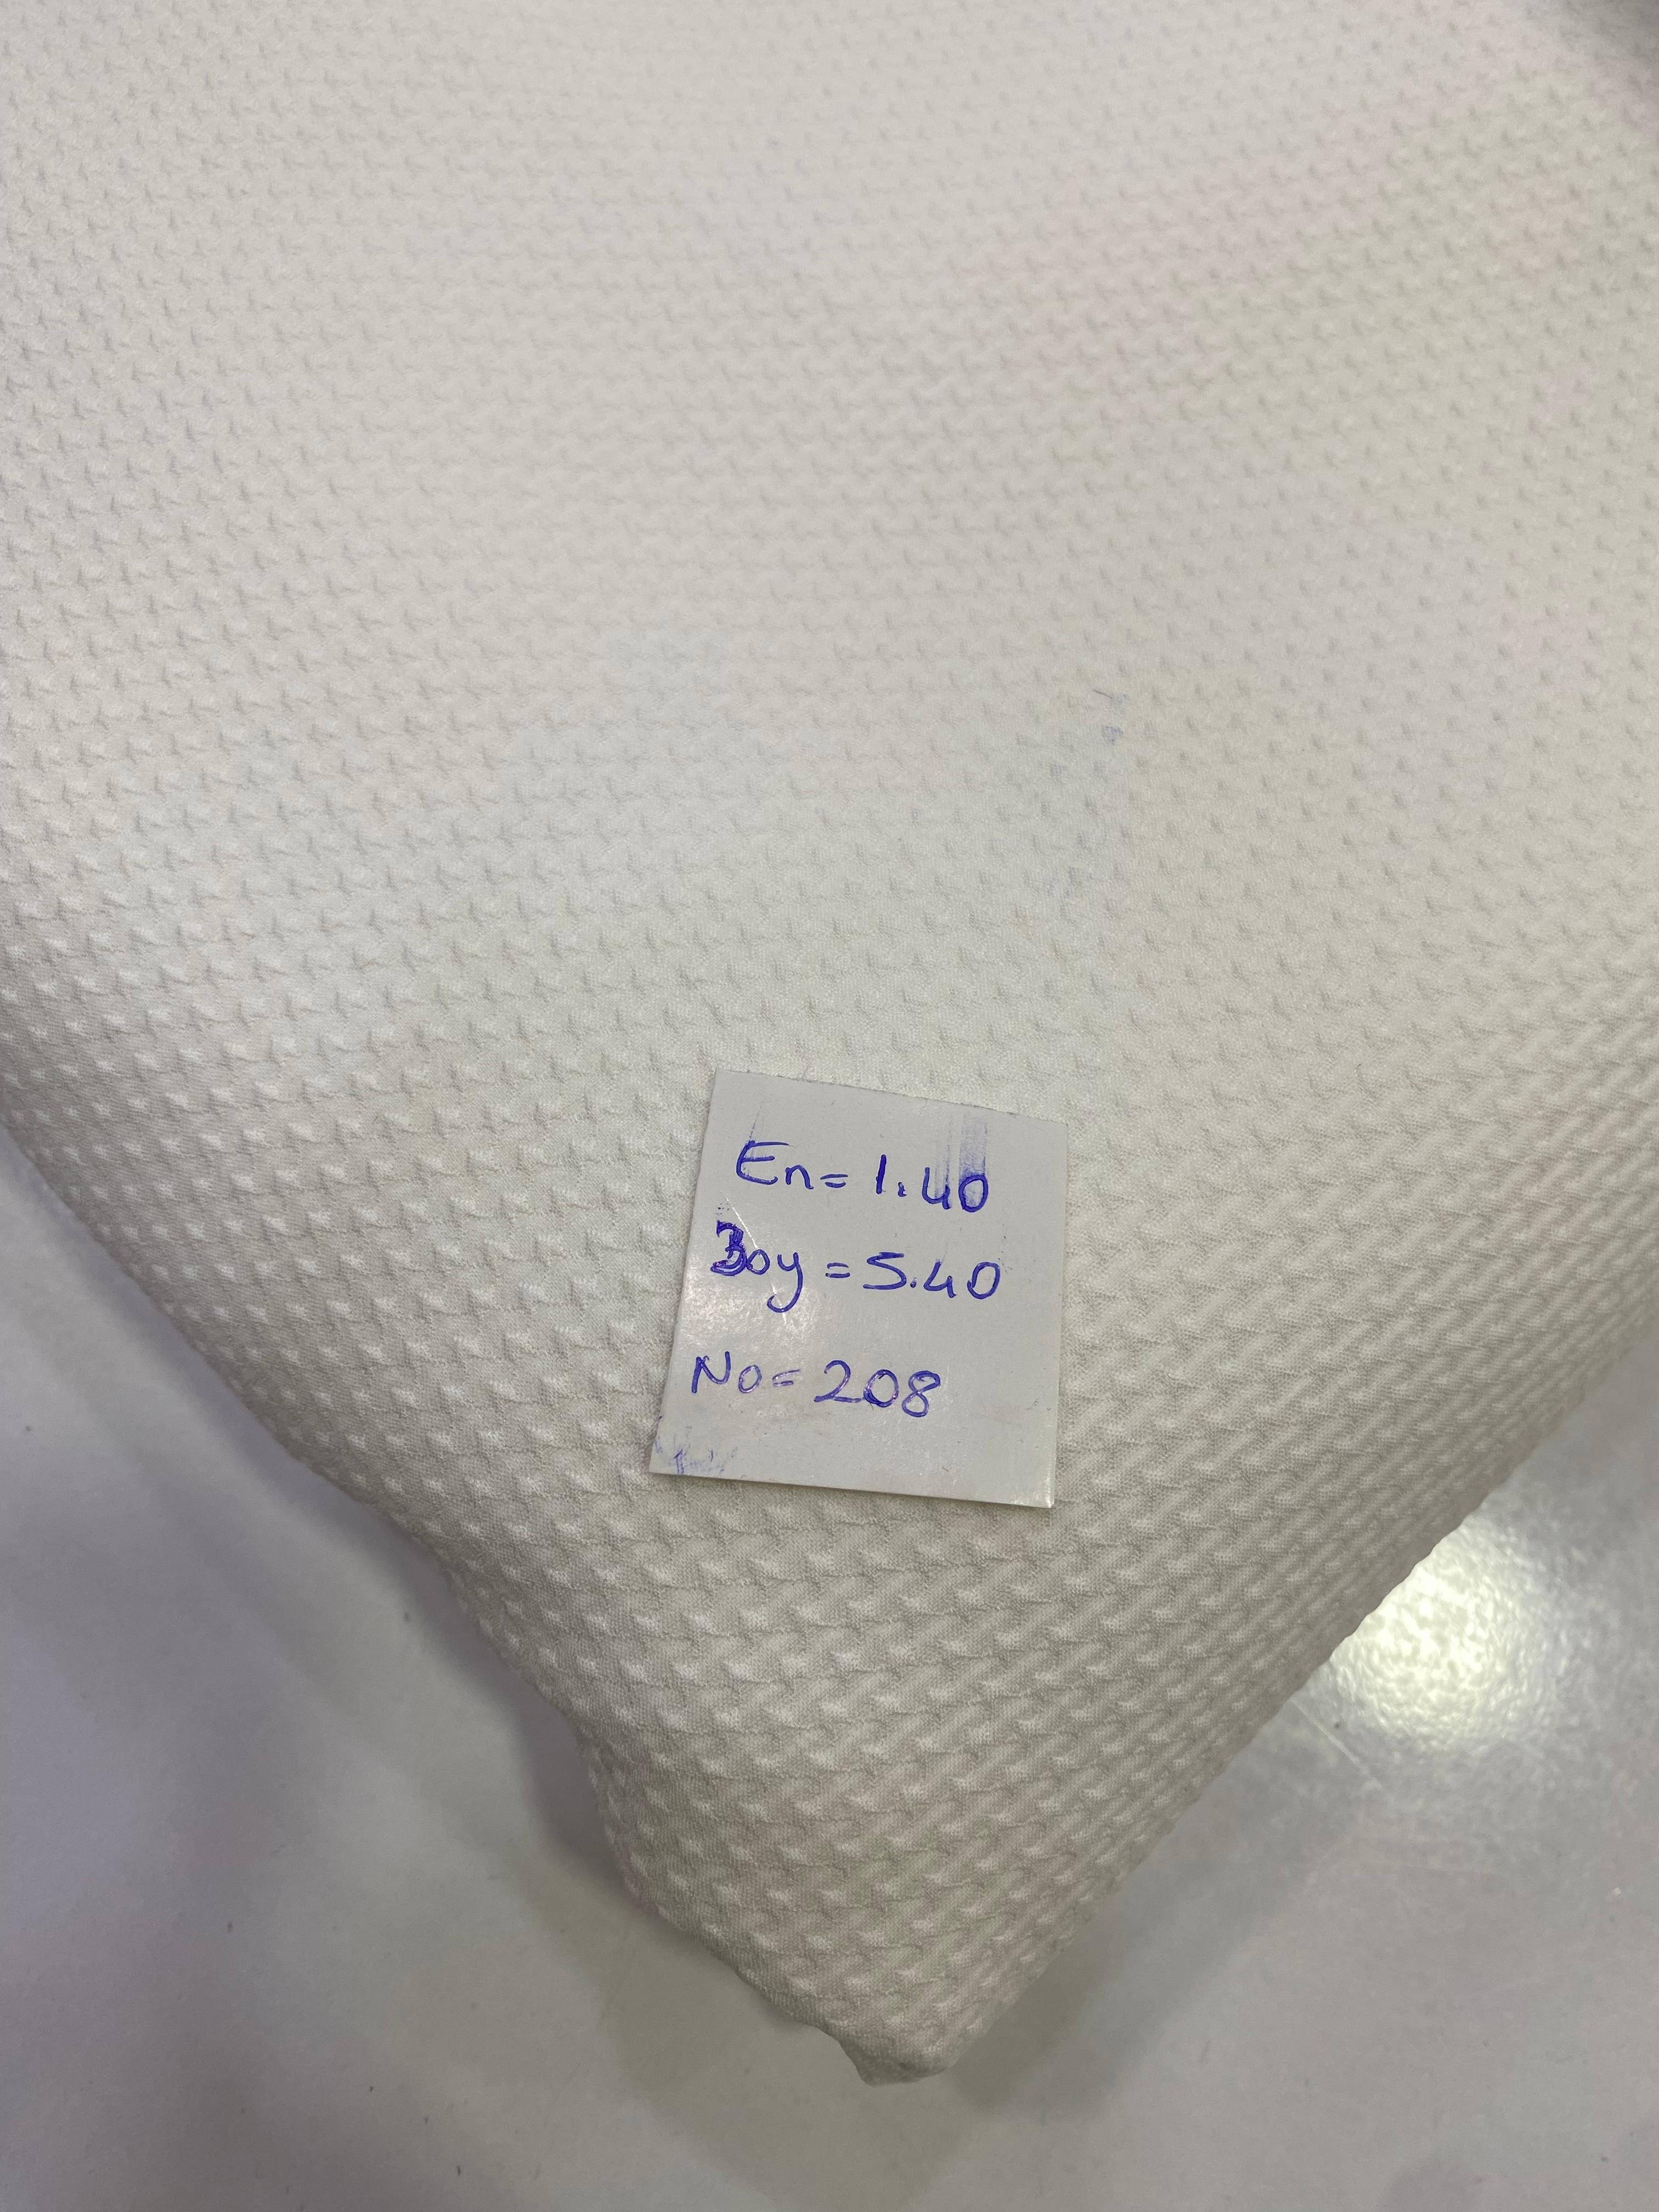 En= 1.40
Boy = 5.40
No= 208